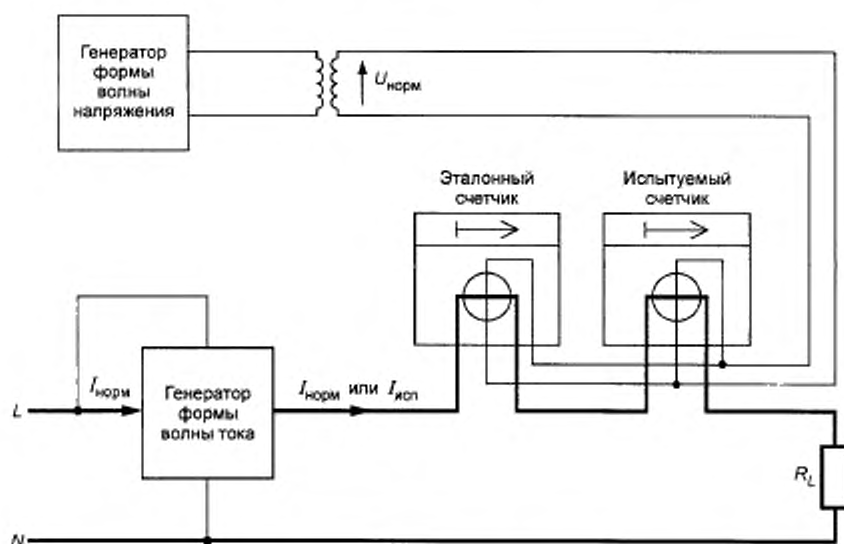 Генератор
формы
волны
напряжения
Uнорм
Эталонный
счетчик
Испытуемый
счетчик
L
Iнорм
Генератор
формы
волны тока
Iнорм или Iисп
RL
N